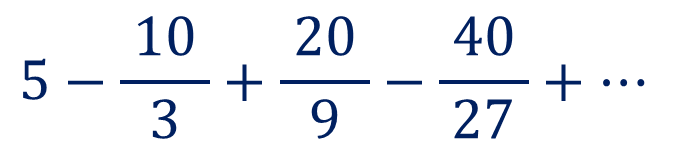 5 − 10/3 + 20/9 − 40/27 + ⋯